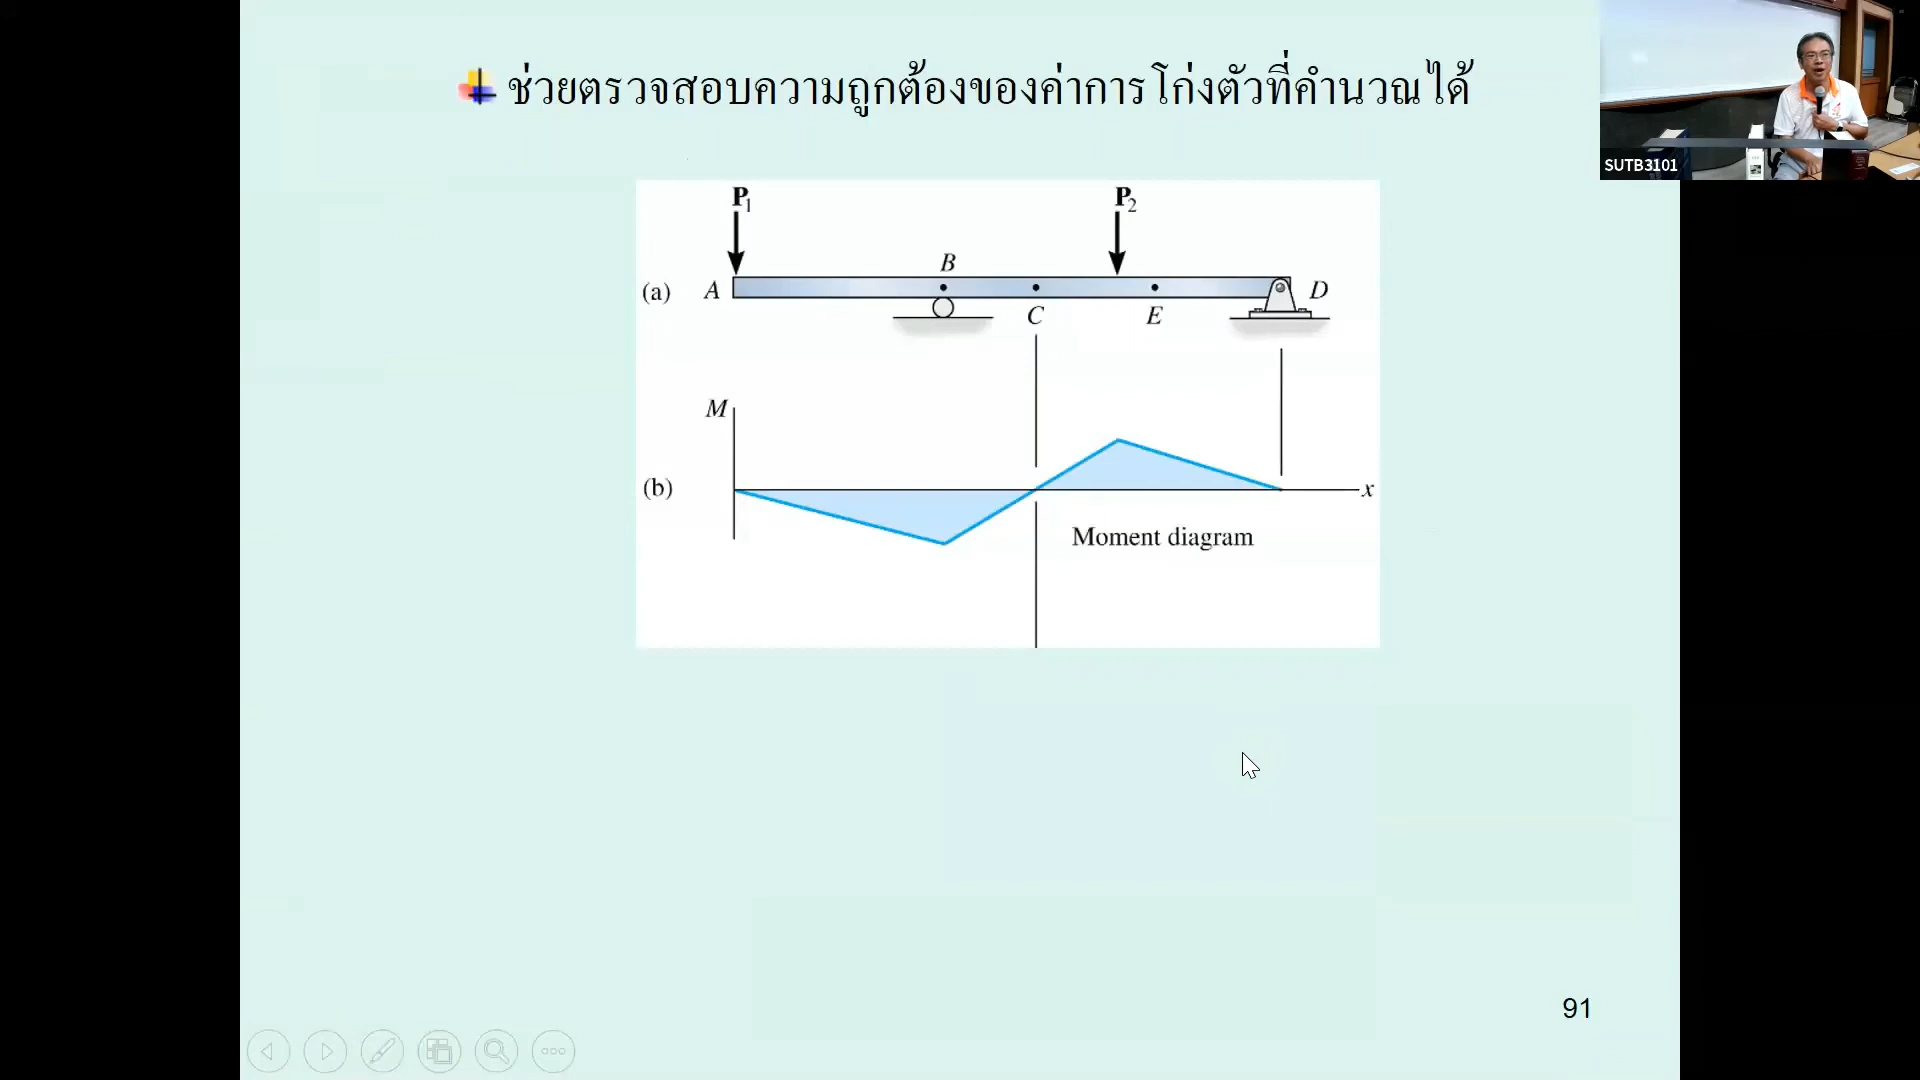 ช่วยตรวจสอบความถูกต้องของค่าการโก่งตัวที่คำนวณได้
SUTB3101
P1
P2
B
(a)
A
D
C
E
M
(b)
x
Moment diagram
91